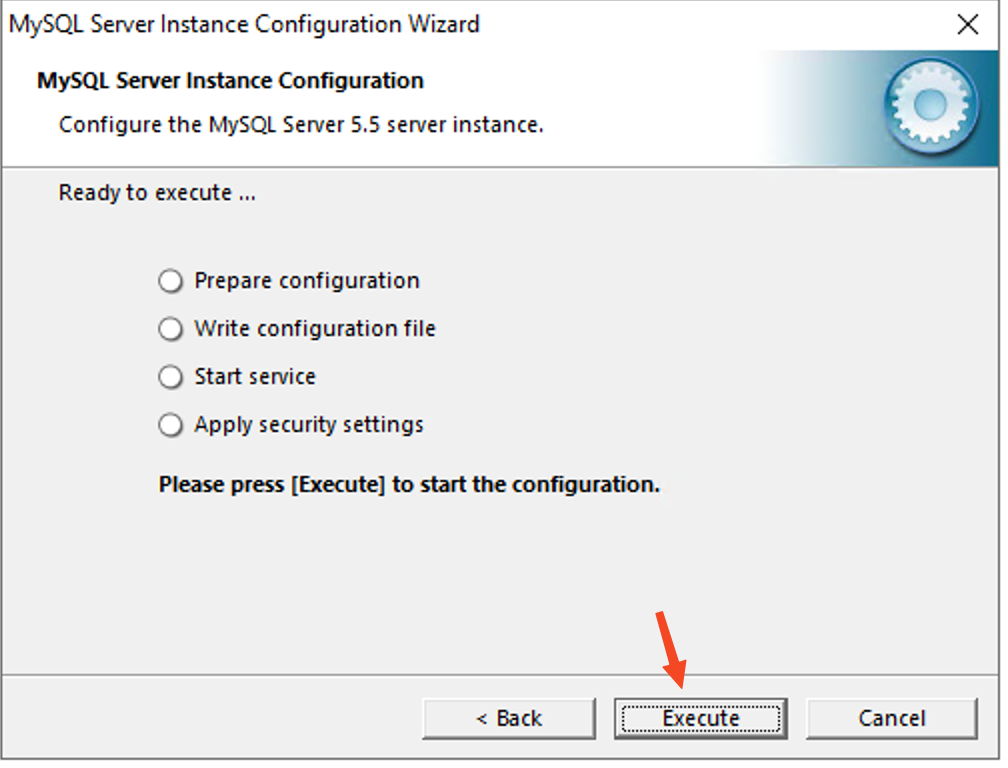 MySQL Server Instance Configuration Wizard
MySQL Server Instance Configuration
Configure the MySQL Server 5.5 server instance.
Ready to execute ...
Prepare configuration
Write configuration file
Start service
Apply security settings
Please press [Execute] to start the configuration.
< Back
Execute
Cancel